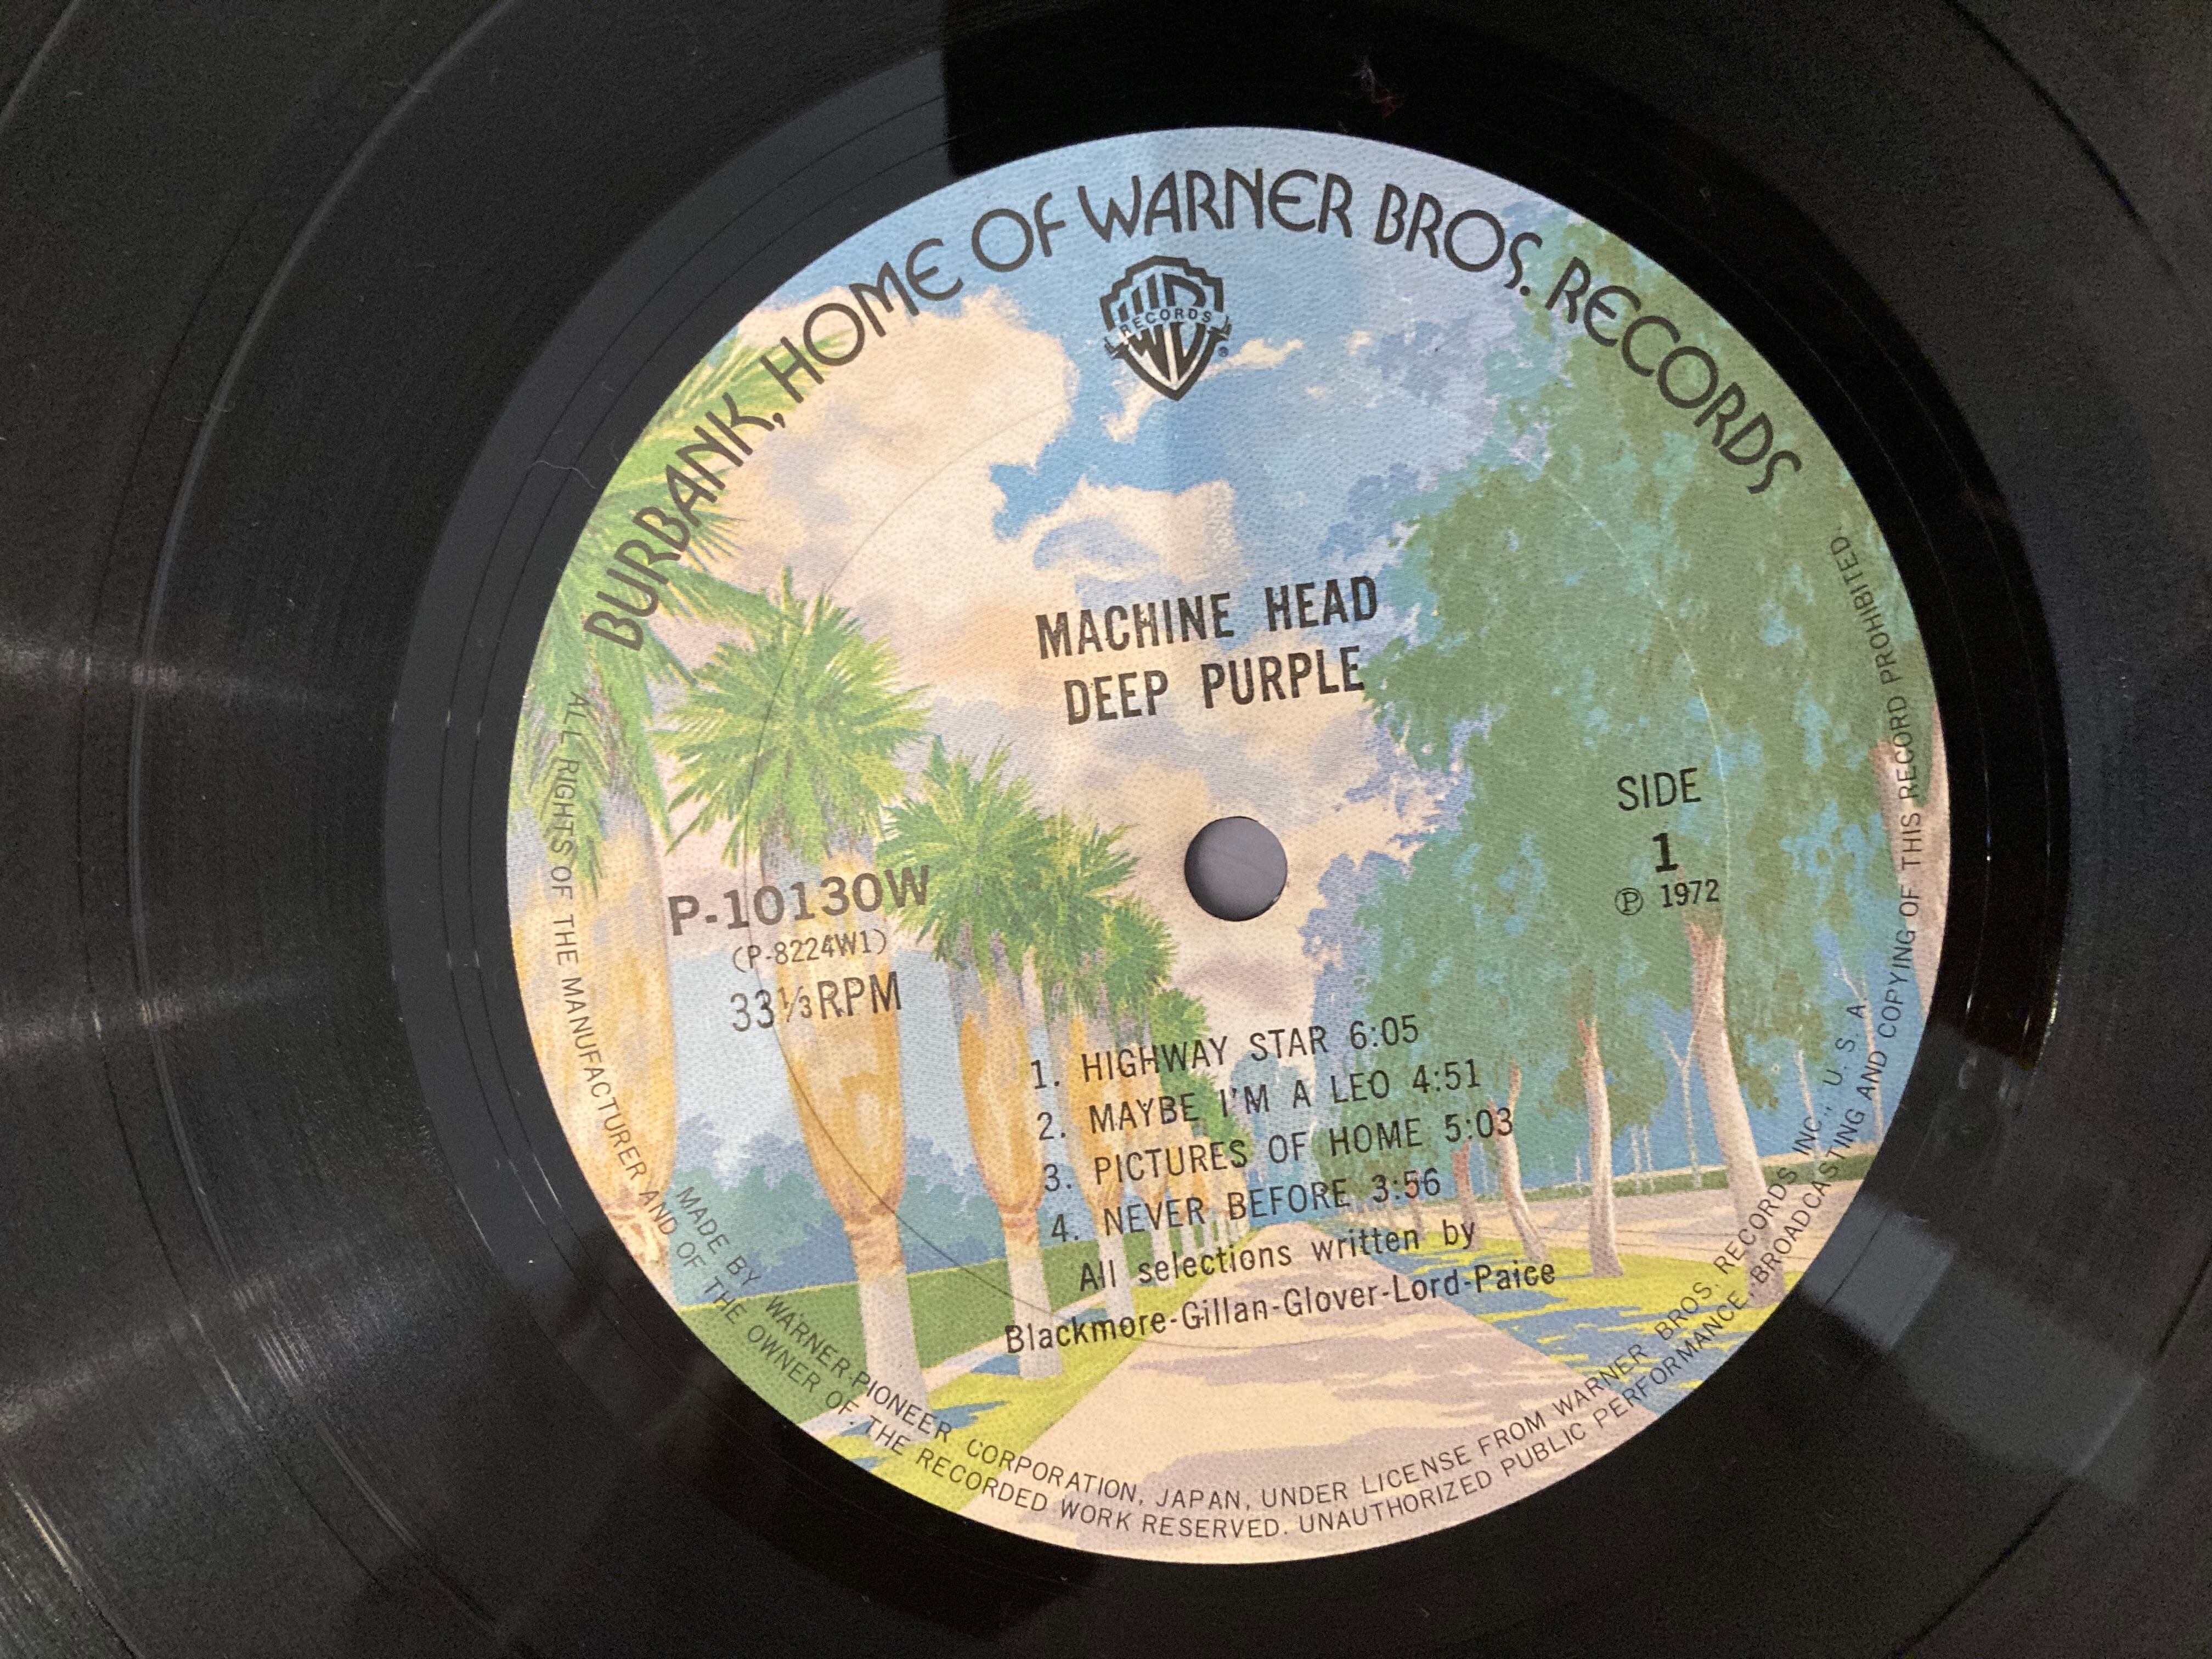 BURBANK, HOME OF WARNER BROS. RECORDS
RECORDS
MACHINE HEAD
DEEP PURPLE
SIDE
1
Ⓟ 1972
P-10130W
(P-8224W1)
33⅓RPM
1. HIGHWAY STAR 6:05
2. MAYBE I'M A LEO 4:51
3. PICTURES OF HOME 5:03
4. NEVER BEFORE 3:56
All selections written by
Blackmore-Gillan-Glover-Lord-Paice
MADE BY WARNER-PIONEER CORPORATION, JAPAN, UNDER LICENSE FROM WARNER BROS. RECORDS INC., U. S. A.
ALL RIGHTS OF THE MANUFACTURER AND OF THE OWNER OF THE RECORDED WORK RESERVED. UNAUTHORIZED PUBLIC PERFORMANCE, BROADCASTING AND COPYING OF THIS RECORD PROHIBITED.